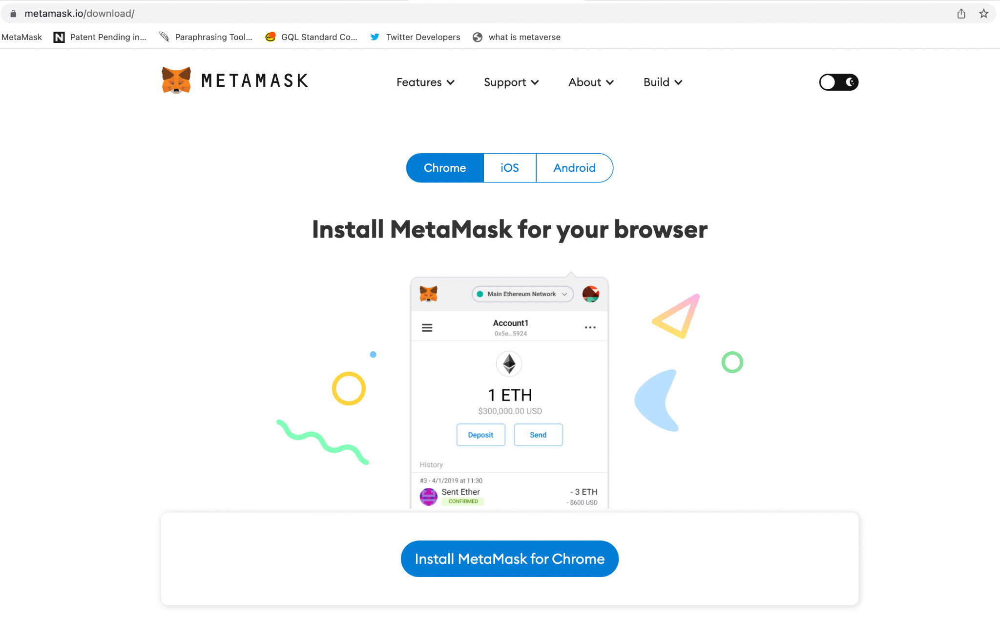 metamask.io/download/
MetaMask Patent Pending in... Paraphrasing Tool... GQL Standard Co... Twitter Developers what is metaverse
METAMASK Features Support About Build
Chrome iOS Android
Install MetaMask for your browser
Main Ethereum Network
Account1
0x5e...5924
1 ETH
$300,000.00 USD
Deposit Send
History
#3 - 4/1/2019 at 11:30
Sent Ether - 3 ETH
CONFIRMED - $600 USD
Install MetaMask for Chrome